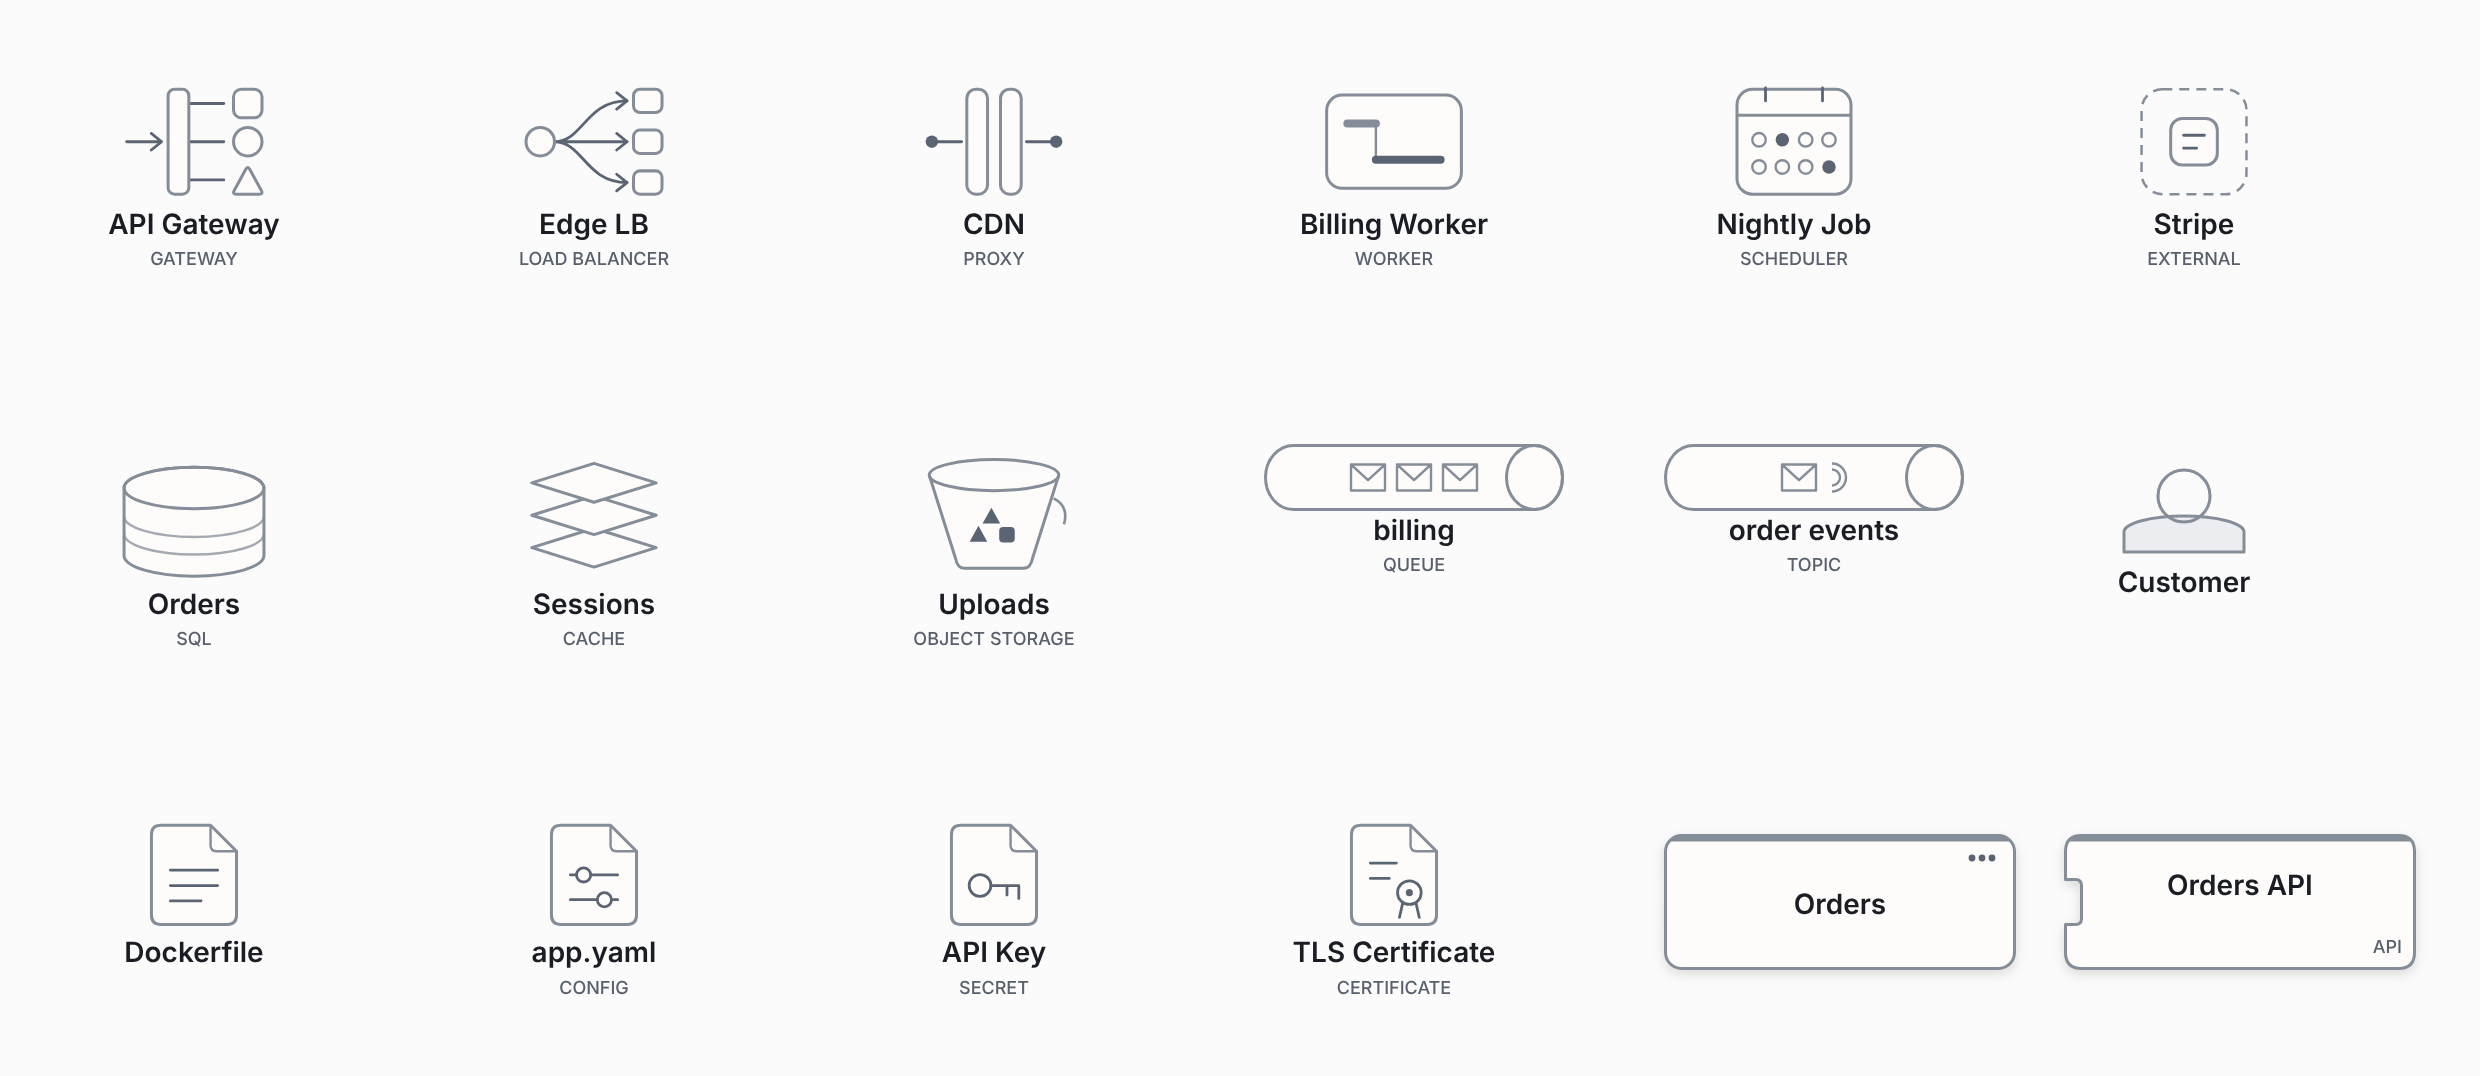 API Gateway
GATEWAY
Edge LB
LOAD BALANCER
CDN
PROXY
Billing Worker
WORKER
Nightly Job
SCHEDULER
Stripe
EXTERNAL
Orders
SQL
Sessions
CACHE
Uploads
OBJECT STORAGE
billing
QUEUE
order events
TOPIC
Customer
Dockerfile
app.yaml
CONFIG
API Key
SECRET
TLS Certificate
CERTIFICATE
Orders
Orders API
API